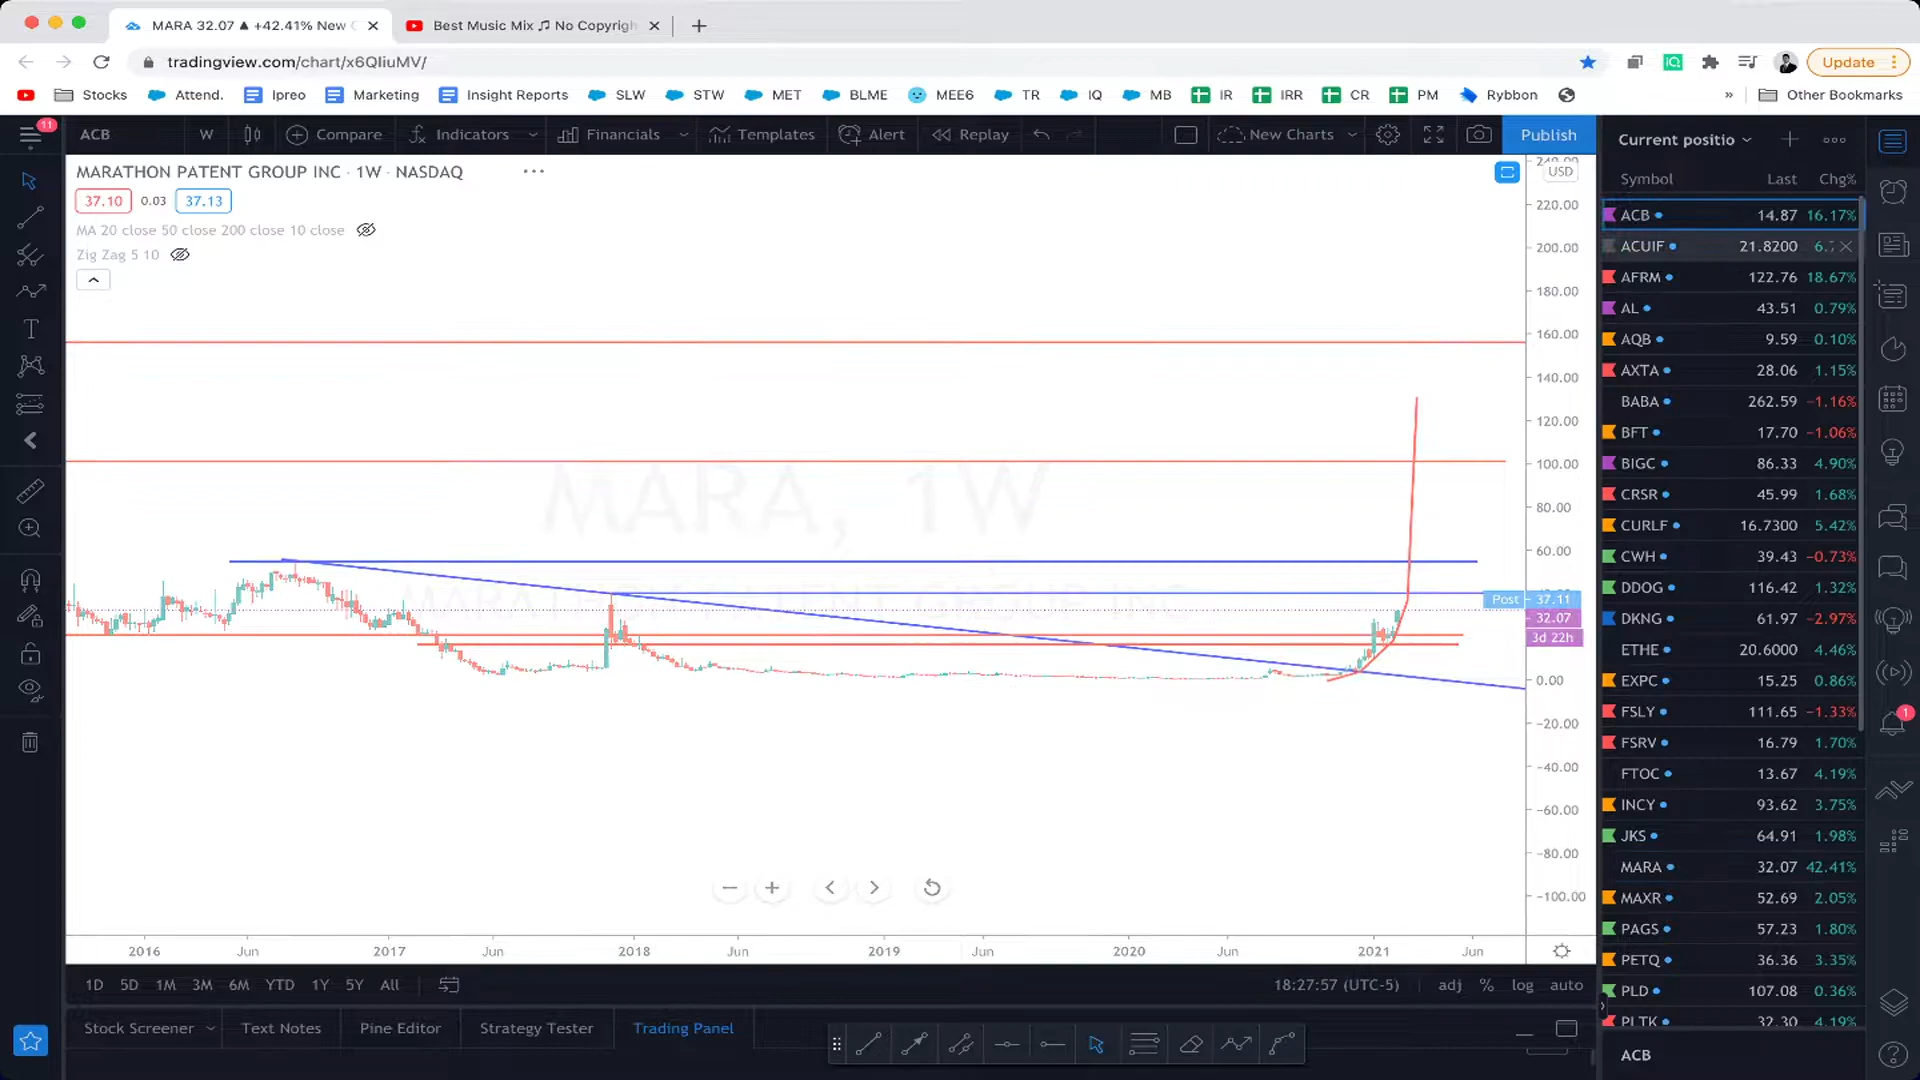 MARA 32.07 ▲ +42.41% New C
Best Music Mix ♫ No Copyrigh
tradingview.com/chart/x6QliuMV/
Update
Stocks Attend. Ipreo Marketing Insight Reports SLW STW MET BLME MEE6 TR IQ MB IR IRR CR PM Rybbon » Other Bookmarks
11
ACB W Compare Indicators Financials Templates Alert Replay New Charts Publish
Current positio
MARATHON PATENT GROUP INC · 1W · NASDAQ
37.10 0.03 37.13
MA 20 close 50 close 200 close 10 close
Zig Zag 5 10
MARA, 1W
MARATHON PATENT GROUP INC
USD
240.00
220.00
200.00
180.00
160.00
140.00
120.00
100.00
80.00
60.00
Post 37.11
32.07
3d 22h
0.00
-20.00
-40.00
-60.00
-80.00
-100.00
2016 Jun 2017 Jun 2018 Jun 2019 Jun 2020 Jun 2021 Jun
1D 5D 1M 3M 6M YTD 1Y 5Y All
18:27:57 (UTC-5) adj % log auto
Stock Screener Text Notes Pine Editor Strategy Tester Trading Panel
Symbol Last Chg%
ACB 14.87 16.17%
ACUIF 21.8200
AFRM 122.76 18.67%
AL 43.51 0.79%
AQB 9.59 0.10%
AXTA 28.06 1.15%
BABA 262.59 −1.16%
BFT 17.70 −1.06%
BIGC 86.33 4.90%
CRSR 45.99 1.68%
CURLF 16.7300 5.42%
CWH 39.43 −0.73%
DDOG 116.42 1.32%
DKNG 61.97 −2.97%
ETHE 20.6000 4.46%
EXPC 15.25 0.86%
FSLY 111.65 −1.33%
FSRV 16.79 1.70%
FTOC 13.67 4.19%
INCY 93.62 3.75%
JKS 64.91 1.98%
MARA 32.07 42.41%
MAXR 52.69 2.05%
PAGS 57.23 1.80%
PETQ 36.36 3.35%
PLD 107.08 0.36%
PLTK 32.30 4.19%
ACB
1